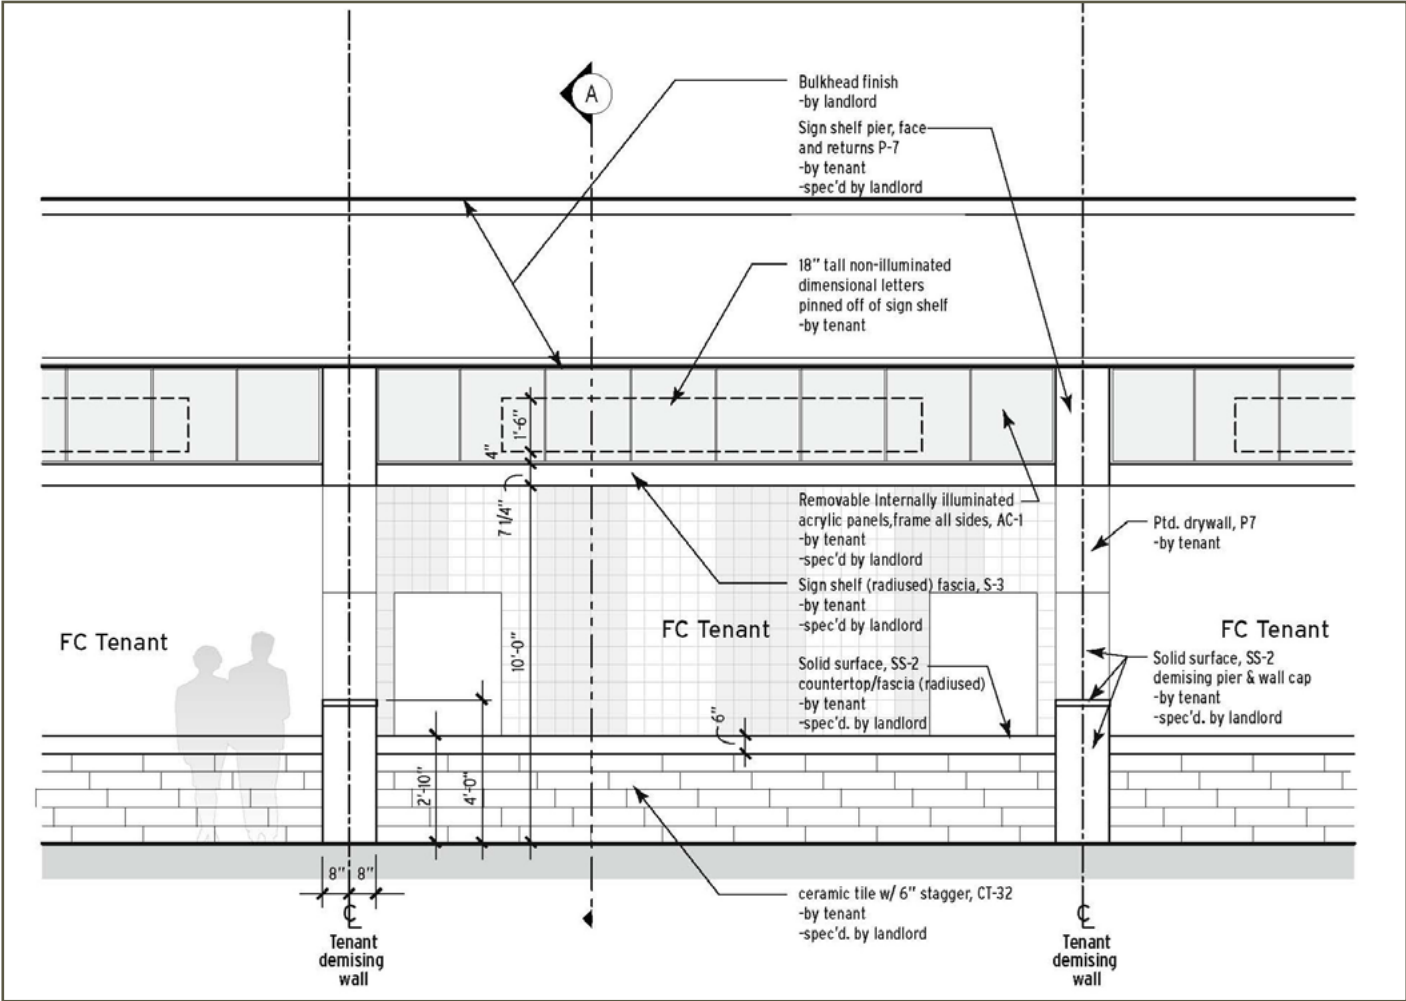 Bulkhead finish
-by landlord
A
Sign shelf pier, face
and returns P-7
-by tenant
-spec'd by landlord
18" tall non-illuminated
dimensional letters
pinned off of sign shelf
-by tenant
1'-6"
4"
7 1/4"
Removable Internally illuminated
acrylic panels,frame all sides, AC-1
-by tenant
-spec'd by landlord
Ptd. drywall, P7
-by tenant
Sign shelf (radiused) fascia, S-3
-by tenant
-spec'd by landlord
FC Tenant
FC Tenant
FC Tenant
10'-0"
Solid surface, SS-2
countertop/fascia (radiused)
-by tenant
-spec'd. by landlord
Solid surface, SS-2
demising pier & wall cap
-by tenant
-spec'd. by landlord
6"
2'-10"
4'-0"
8" 8"
ceramic tile w/ 6" stagger, CT-32
-by tenant
-spec'd. by landlord
℄
Tenant
demising
wall
℄
Tenant
demising
wall